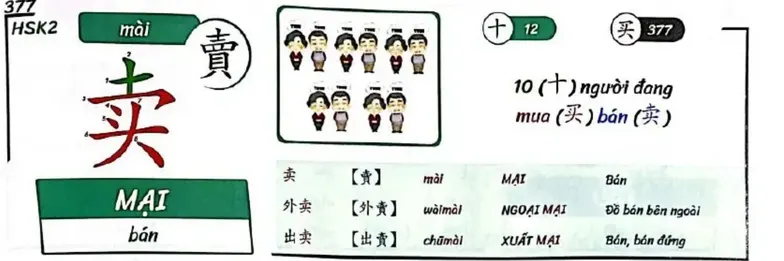 377
HSK2
mài
賣
卖
MẠI
bán
十 12
买 377
10 (十) người đang
mua (买) bán (卖)
卖 【賣】 mài MẠI Bán
外卖 【外賣】 wàimài NGOẠI MẠI Đồ bán bên ngoài
出卖 【出賣】 chūmài XUẤT MẠI Bán, bán đứng